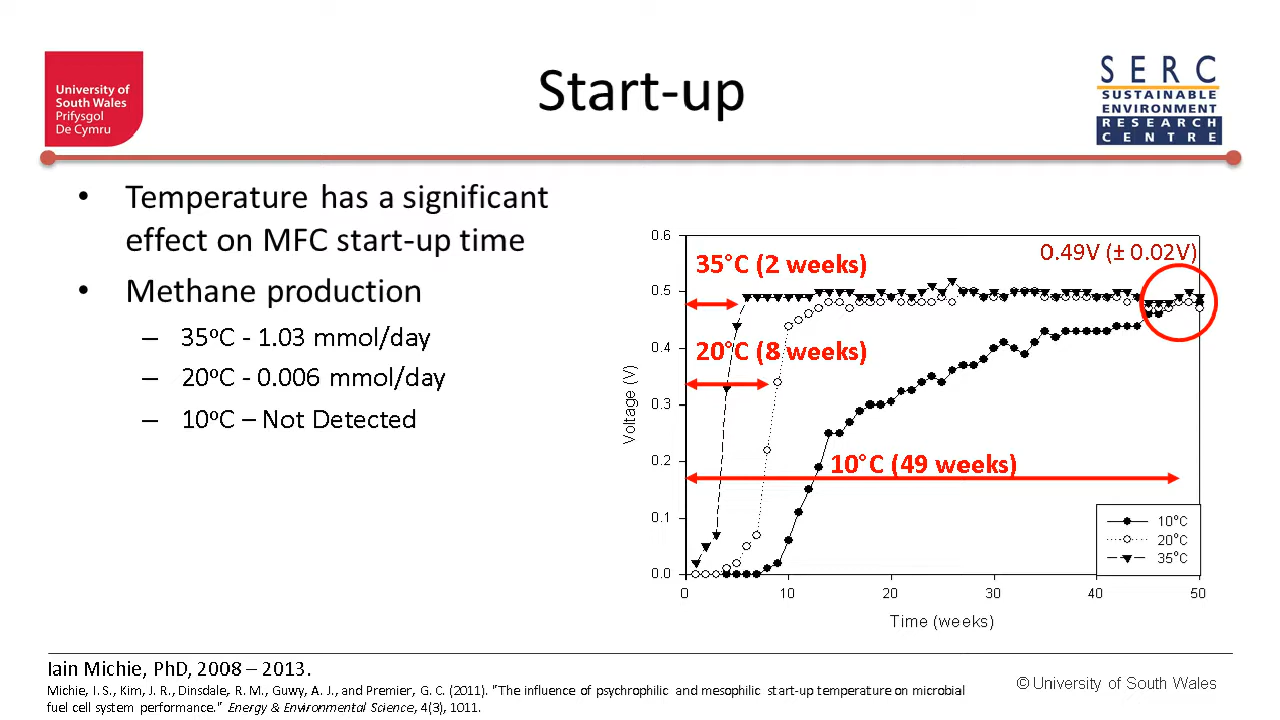 University of
South Wales
Prifysgol
De Cymru
Start-up
SERC
SUSTAINABLE
ENVIRONMENT
RESEARCH
CENTRE
• Temperature has a significant
effect on MFC start-up time
• Methane production
– 35ºC - 1.03 mmol/day
– 20ºC - 0.006 mmol/day
– 10ºC – Not Detected
0.6
0.5
0.4
0.3
0.2
0.1
0.0
Voltage (V)
0.49V (± 0.02V)
35°C (2 weeks)
20°C (8 weeks)
10°C (49 weeks)
10°C
20°C
35°C
0 10 20 30 40 50
Time (weeks)
Iain Michie, PhD, 2008 – 2013.
Michie, I. S., Kim, J. R., Dinsdale, R. M., Guwy, A. J., and Premier, G. C. (2011). "The influence of psychrophilic and mesophilic start-up temperature on microbial
fuel cell system performance." Energy & Environmental Science, 4(3), 1011.
© University of South Wales